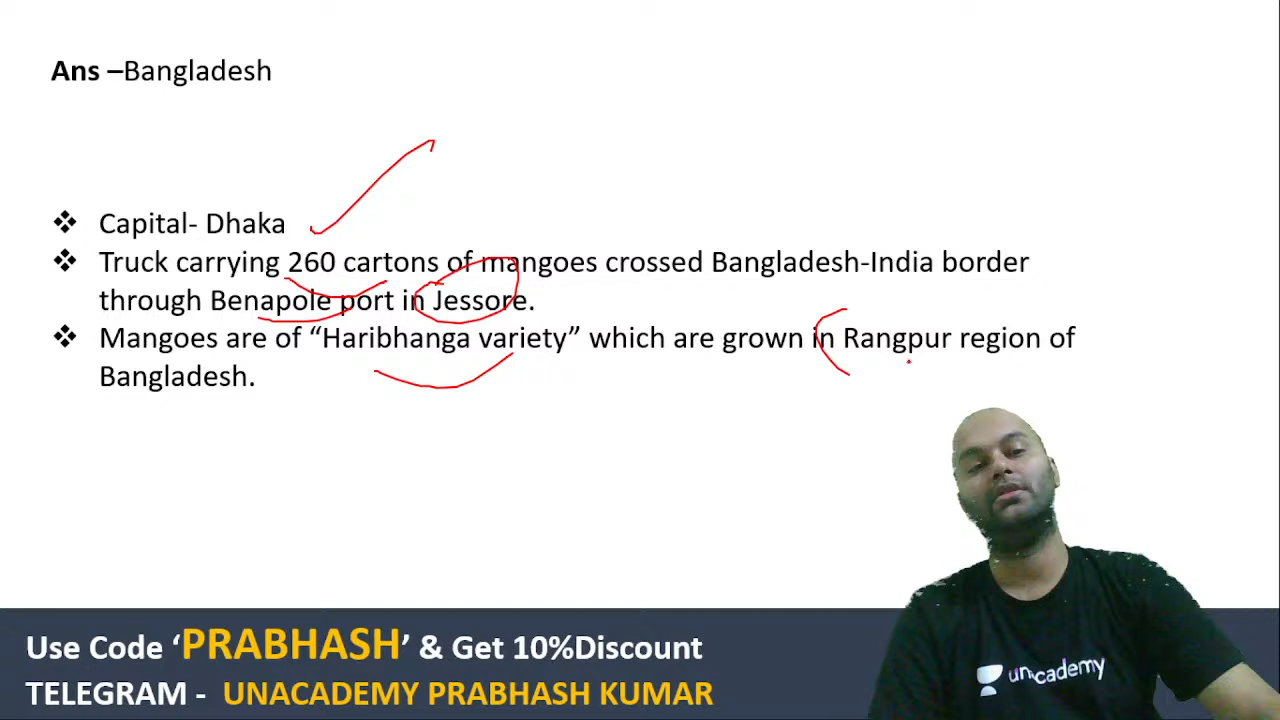 Ans –Bangladesh
❖ Capital- Dhaka
❖ Truck carrying 260 cartons of mangoes crossed Bangladesh-India border
through Benapole port in Jessore.
❖ Mangoes are of “Haribhanga variety” which are grown in Rangpur region of
Bangladesh.
unacademy
Use Code ‘PRABHASH’ & Get 10%Discount
TELEGRAM - UNACADEMY PRABHASH KUMAR